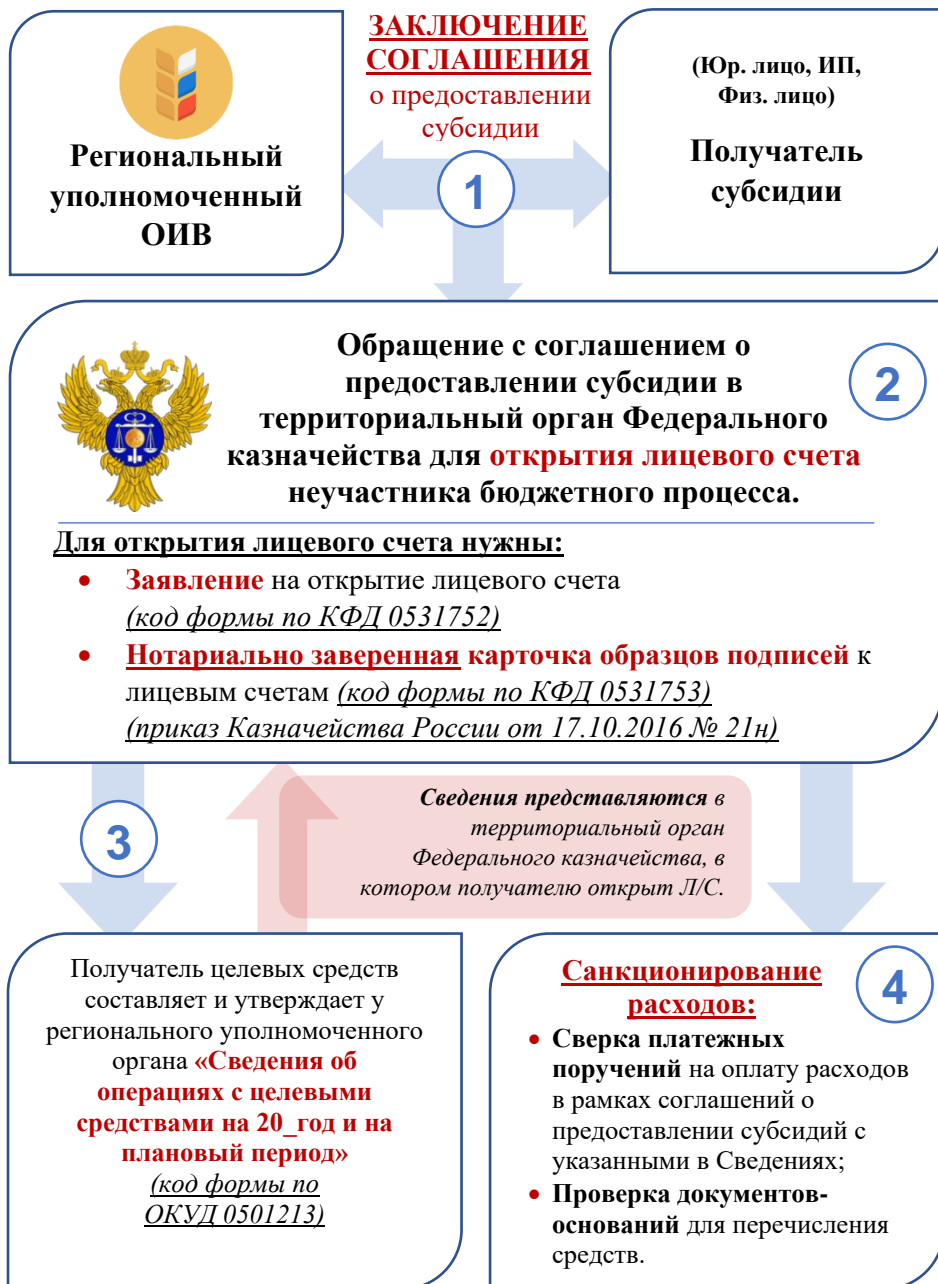 Региональный
уполномоченный
ОИВ
ЗАКЛЮЧЕНИЕ
СОГЛАШЕНИЯ
о предоставлении
субсидии
1
(Юр. лицо, ИП,
Физ. лицо)
Получатель
субсидии
Обращение с соглашением о
предоставлении субсидии в
территориальный орган Федерального
казначейства для открытия лицевого счета
неучастника бюджетного процесса.
2
Для открытия лицевого счета нужны:
• Заявление на открытие лицевого счета
(код формы по КФД 0531752)
• Нотариально заверенная карточка образцов подписей к
лицевым счетам (код формы по КФД 0531753)
(приказ Казначейства России от 17.10.2016 № 21н)
3
Сведения представляются в
территориальный орган
Федерального казначейства, в
котором получателю открыт Л/С.
Получатель целевых средств
составляет и утверждает у
регионального уполномоченного
органа «Сведения об
операциях с целевыми
средствами на 20_год и на
плановый период»
(код формы по
ОКУД 0501213)
Санкционирование
расходов:
4
• Сверка платежных
поручений на оплату расходов
в рамках соглашений о
предоставлении субсидий с
указанными в Сведениях;
• Проверка документов-
оснований для перечисления
средств.